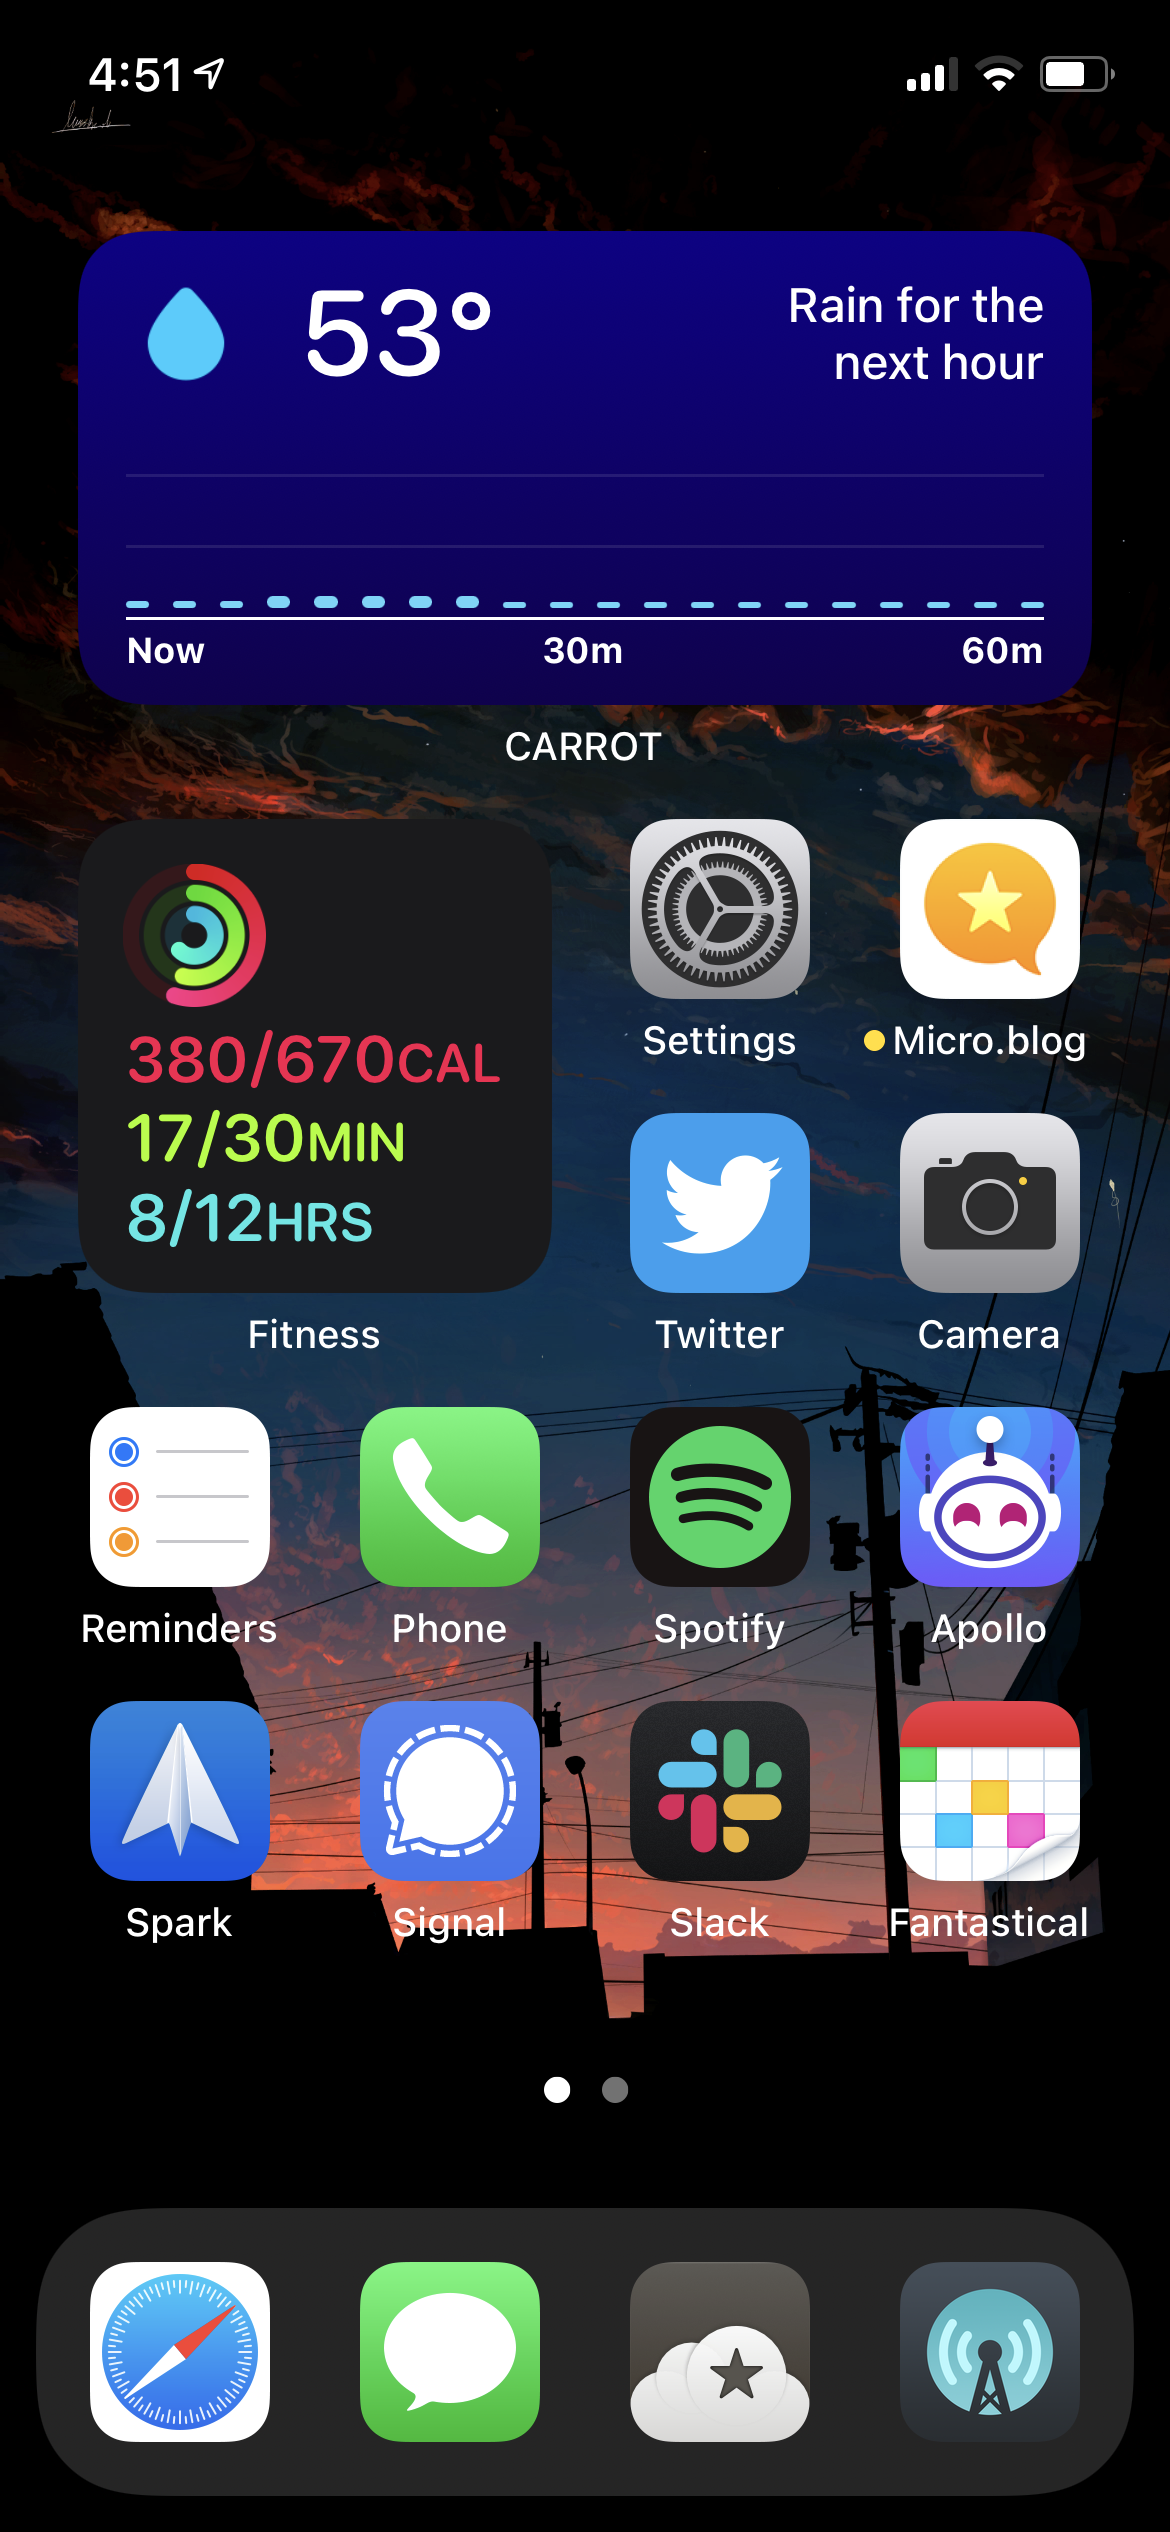 4:51
53°
Rain for the
next hour
Now 30m 60m
CARROT
380/670CAL
17/30MIN
8/12HRS
Fitness
Settings
Micro.blog
Twitter
Camera
Reminders
Phone
Spotify
Apollo
Spark
Signal
Slack
Fantastical